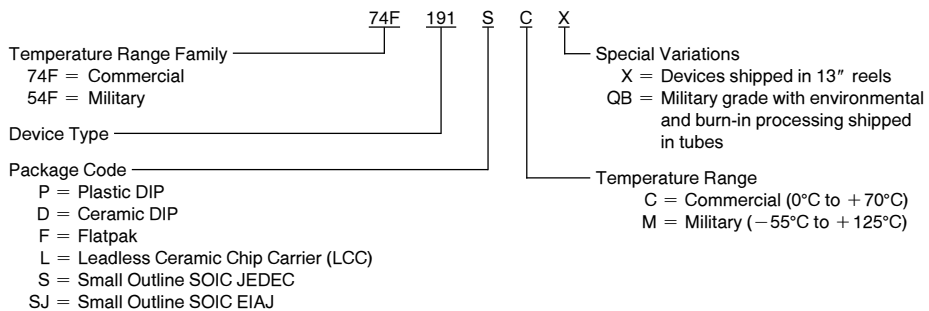 74F 191 S C X
Temperature Range Family
74F = Commercial
54F = Military
Device Type
Package Code
P = Plastic DIP
D = Ceramic DIP
F = Flatpak
L = Leadless Ceramic Chip Carrier (LCC)
S = Small Outline SOIC JEDEC
SJ = Small Outline SOIC EIAJ
Special Variations
X = Devices shipped in 13″ reels
QB = Military grade with environmental
and burn-in processing shipped
in tubes
Temperature Range
C = Commercial (0°C to +70°C)
M = Military (−55°C to +125°C)